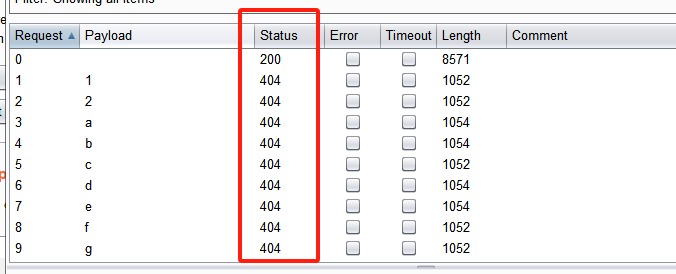 Filter: Showing all items
Request Payload Status Error Timeout Length Comment
0 200 8571
1 1 404 1052
2 2 404 1052
3 a 404 1054
4 b 404 1054
5 c 404 1052
6 d 404 1054
7 e 404 1054
8 f 404 1052
9 g 404 1052